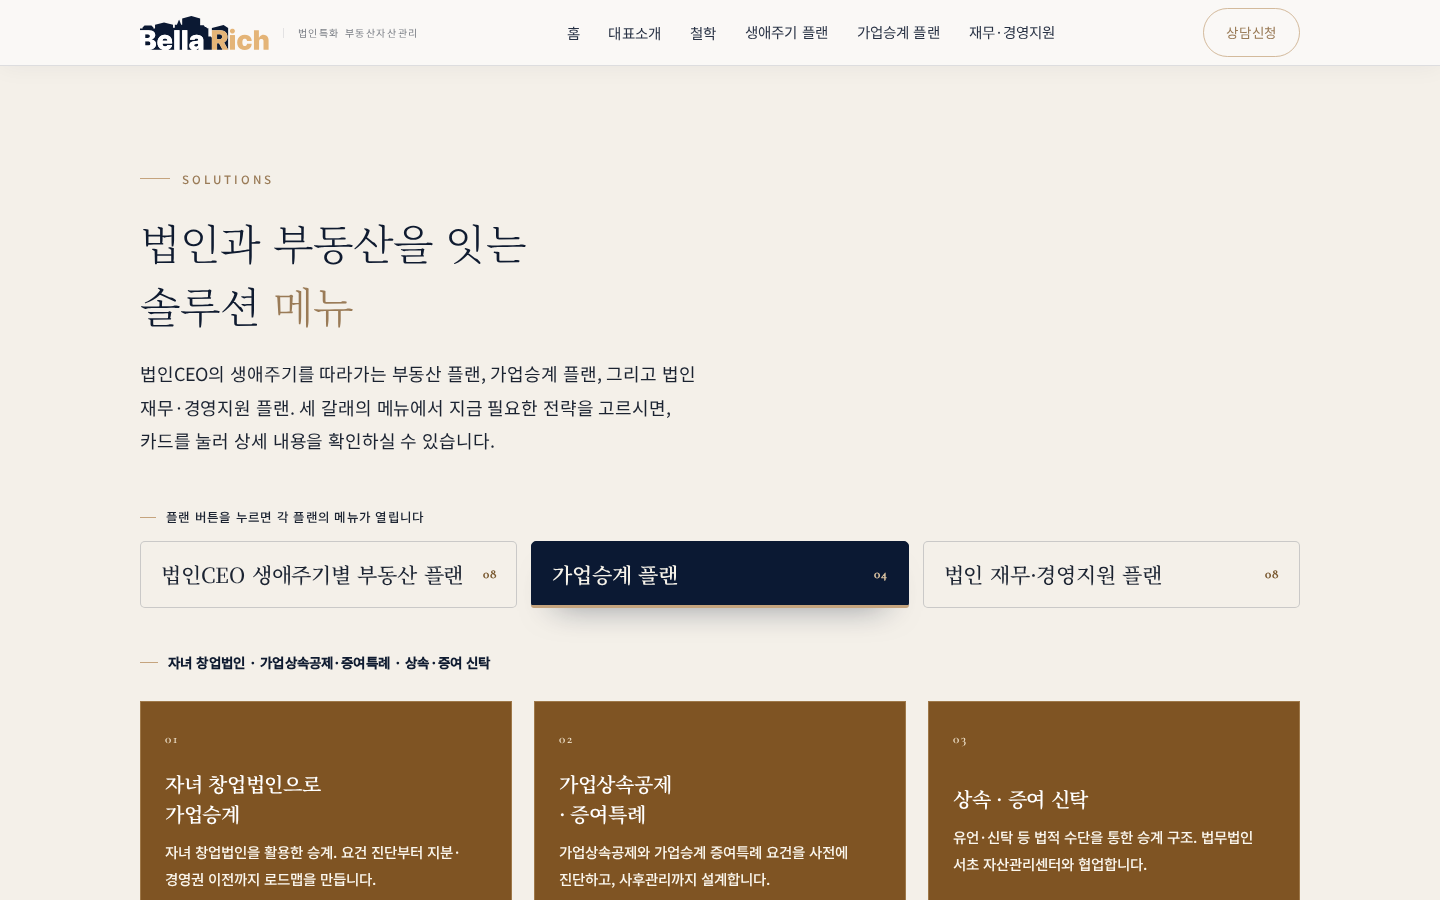 Bella Rich
법인특화 부동산자산관리
홈
대표소개
철학
생애주기 플랜
가업승계 플랜
재무·경영지원
상담신청
SOLUTIONS
법인과 부동산을 잇는
솔루션 메뉴
법인CEO의 생애주기를 따라가는 부동산 플랜, 가업승계 플랜, 그리고 법인
재무·경영지원 플랜. 세 갈래의 메뉴에서 지금 필요한 전략을 고르시면,
카드를 눌러 상세 내용을 확인하실 수 있습니다.
플랜 버튼을 누르면 각 플랜의 메뉴가 열립니다
법인CEO 생애주기별 부동산 플랜 08
가업승계 플랜 04
법인 재무·경영지원 플랜 08
자녀 창업법인 · 가업상속공제·증여특례 · 상속·증여 신탁
01
자녀 창업법인으로
가업승계
자녀 창업법인을 활용한 승계. 요건 진단부터 지분·
경영권 이전까지 로드맵을 만듭니다.
02
가업상속공제
· 증여특례
가업상속공제와 가업승계 증여특례 요건을 사전에
진단하고, 사후관리까지 설계합니다.
03
상속 · 증여 신탁
유언·신탁 등 법적 수단을 통한 승계 구조. 법무법인
서초 자산관리센터와 협업합니다.